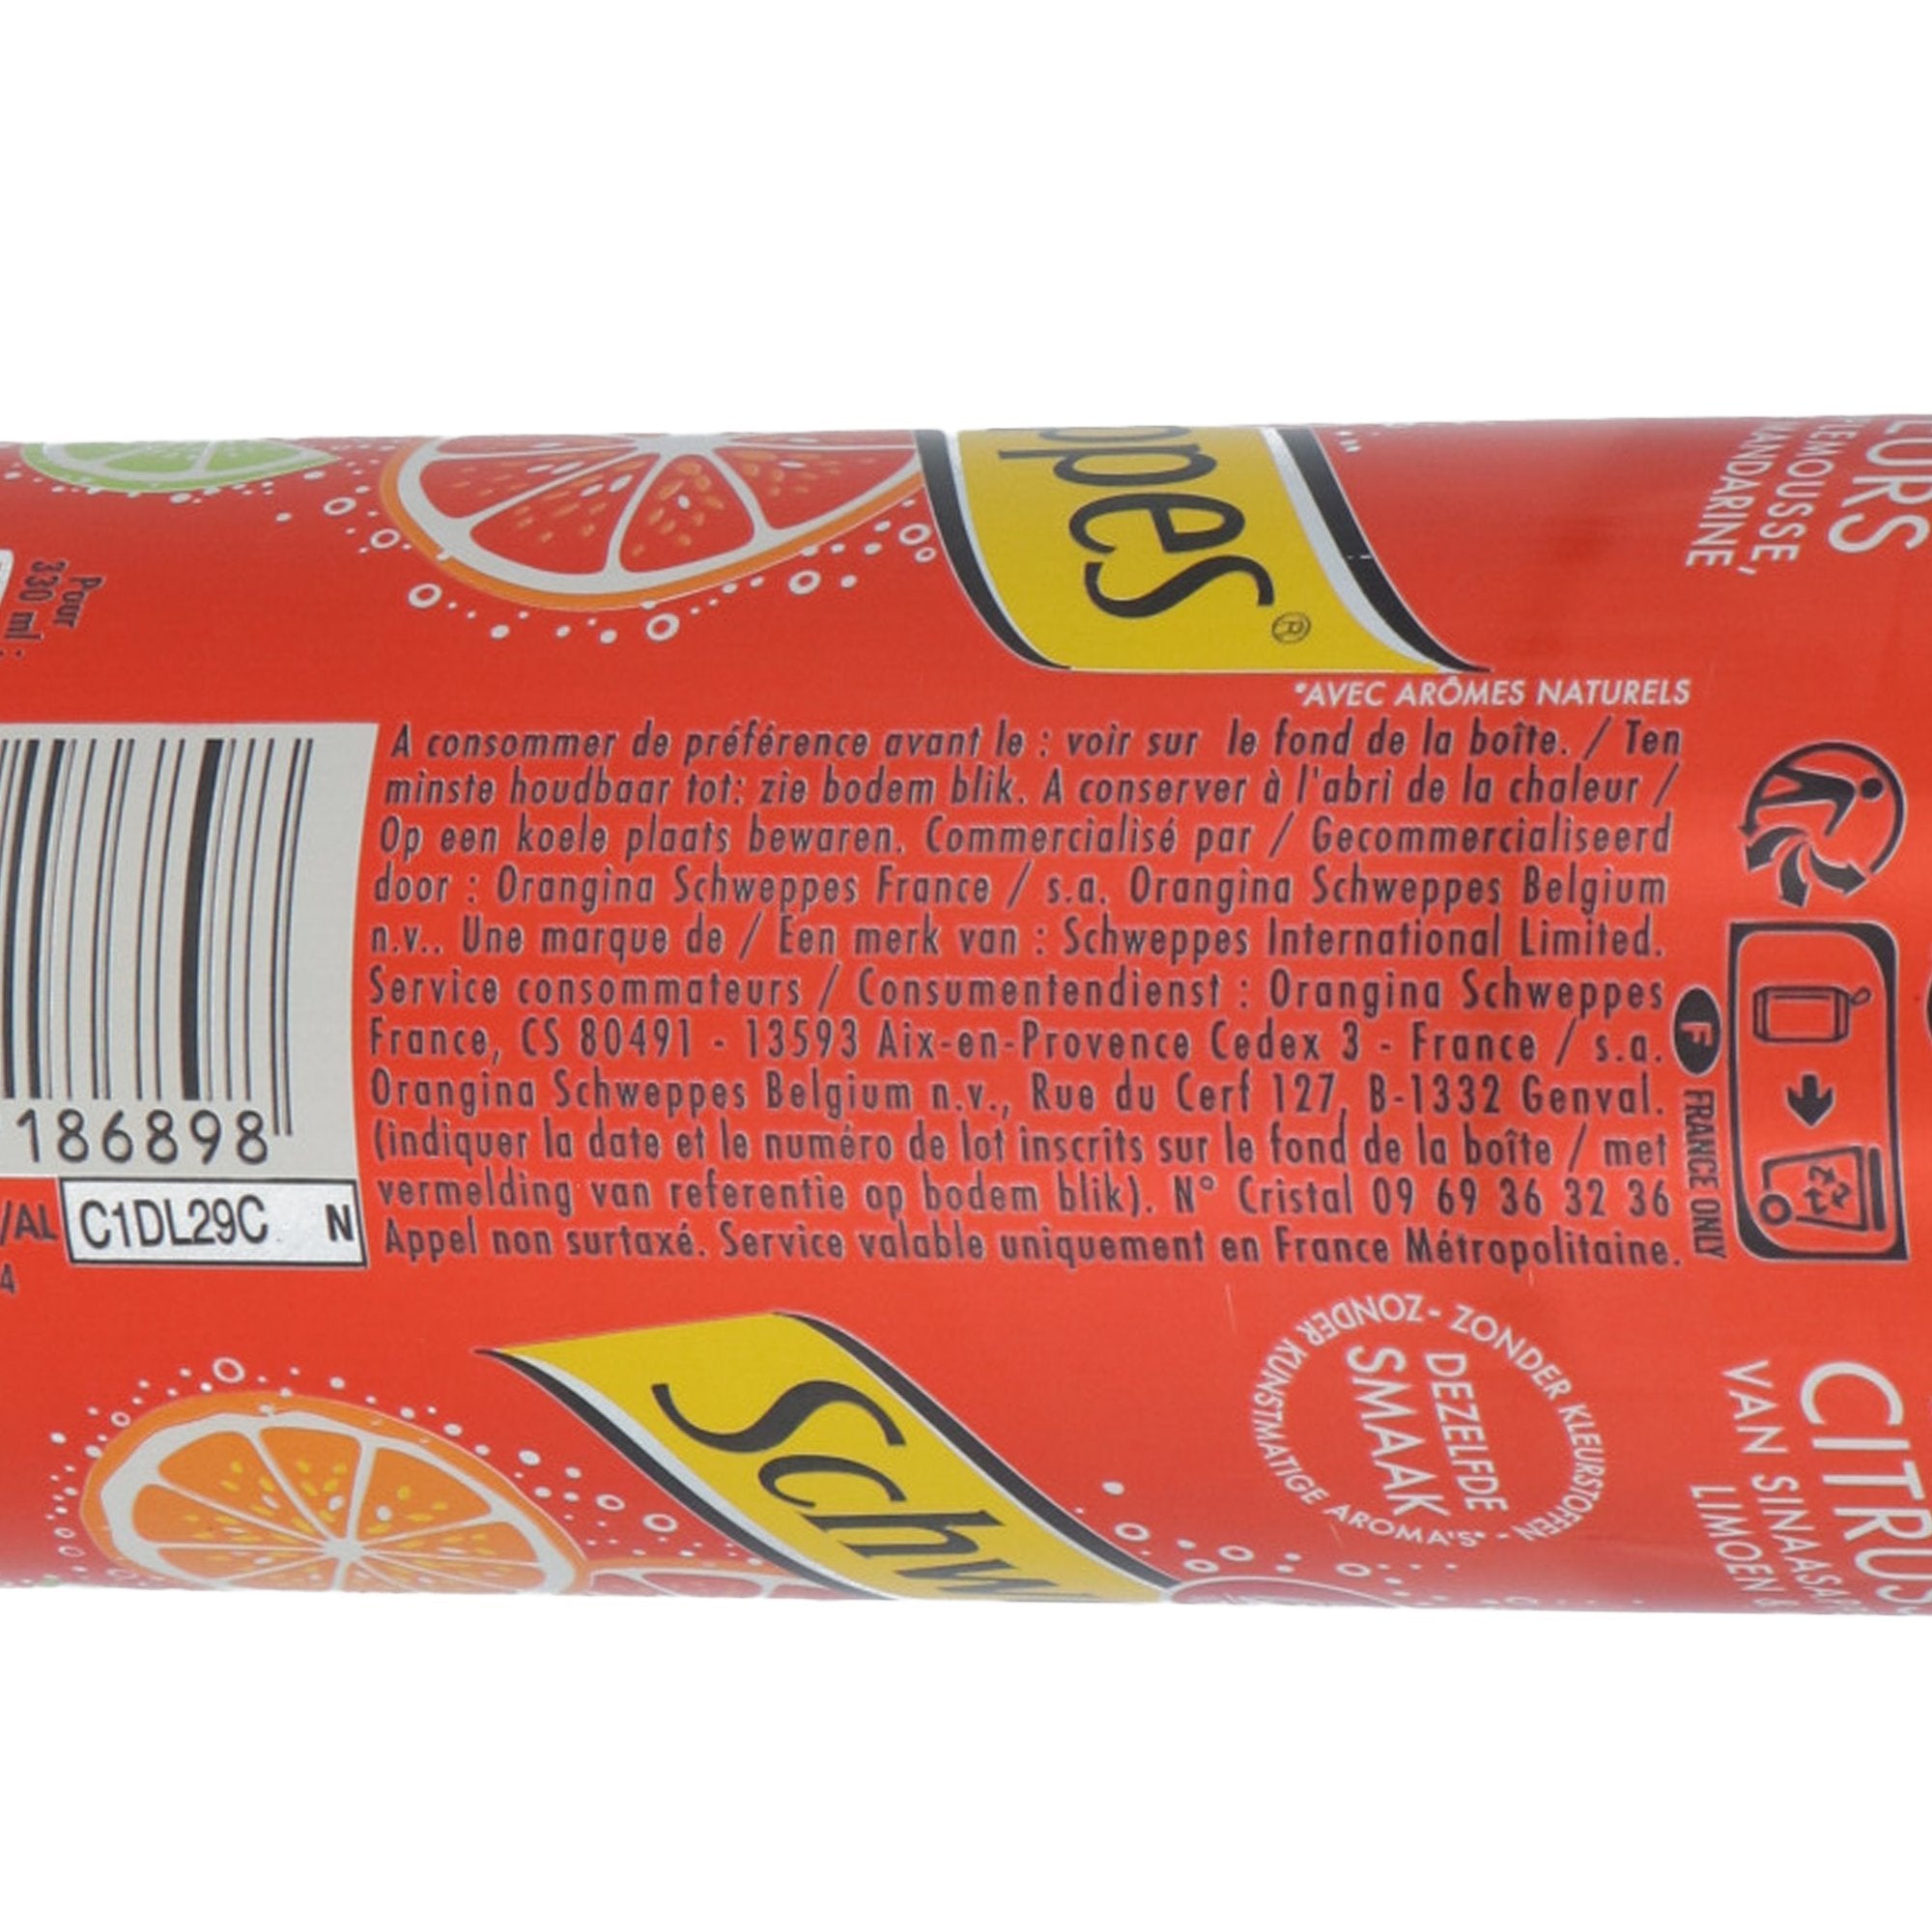 Pour
330 ml :
ppes®
*AVEC ARÔMES NATURELS
A consommer de préférence avant le : voir sur le fond de la boîte. / Ten
minste houdbaar tot: zie bodem blik. A conserver à l'abri de la chaleur /
Op een koele plaats bewaren. Commercialisé par / Gecommercialiseerd
door : Orangina Schweppes France / s.a. Orangina Schweppes Belgium
n.v.. Une marque de / Een merk van : Schweppes International Limited.
Service consommateurs / Consumentendienst : Orangina Schweppes
France, CS 80491 - 13593 Aix-en-Provence Cedex 3 - France / s.a.
Orangina Schweppes Belgium n.v., Rue du Cerf 127, B-1332 Genval.
(indiquer la date et le numéro de lot inscrits sur le fond de la boîte / met
vermelding van referentie op bodem blik). N° Cristal 09 69 36 32 36
Appel non surtaxé. Service valable uniquement en France Métropolitaine.
186898
/AL
C1DL29C N
4
F FRANCE ONLY
MANDARINE,
Schw
ZONDER KLEURSTOFFEN - ZONDER KUNSTMATIGE AROMA'S* -
DEZELFDE
SMAAK
CITRUS
VAN
LIMOEN &